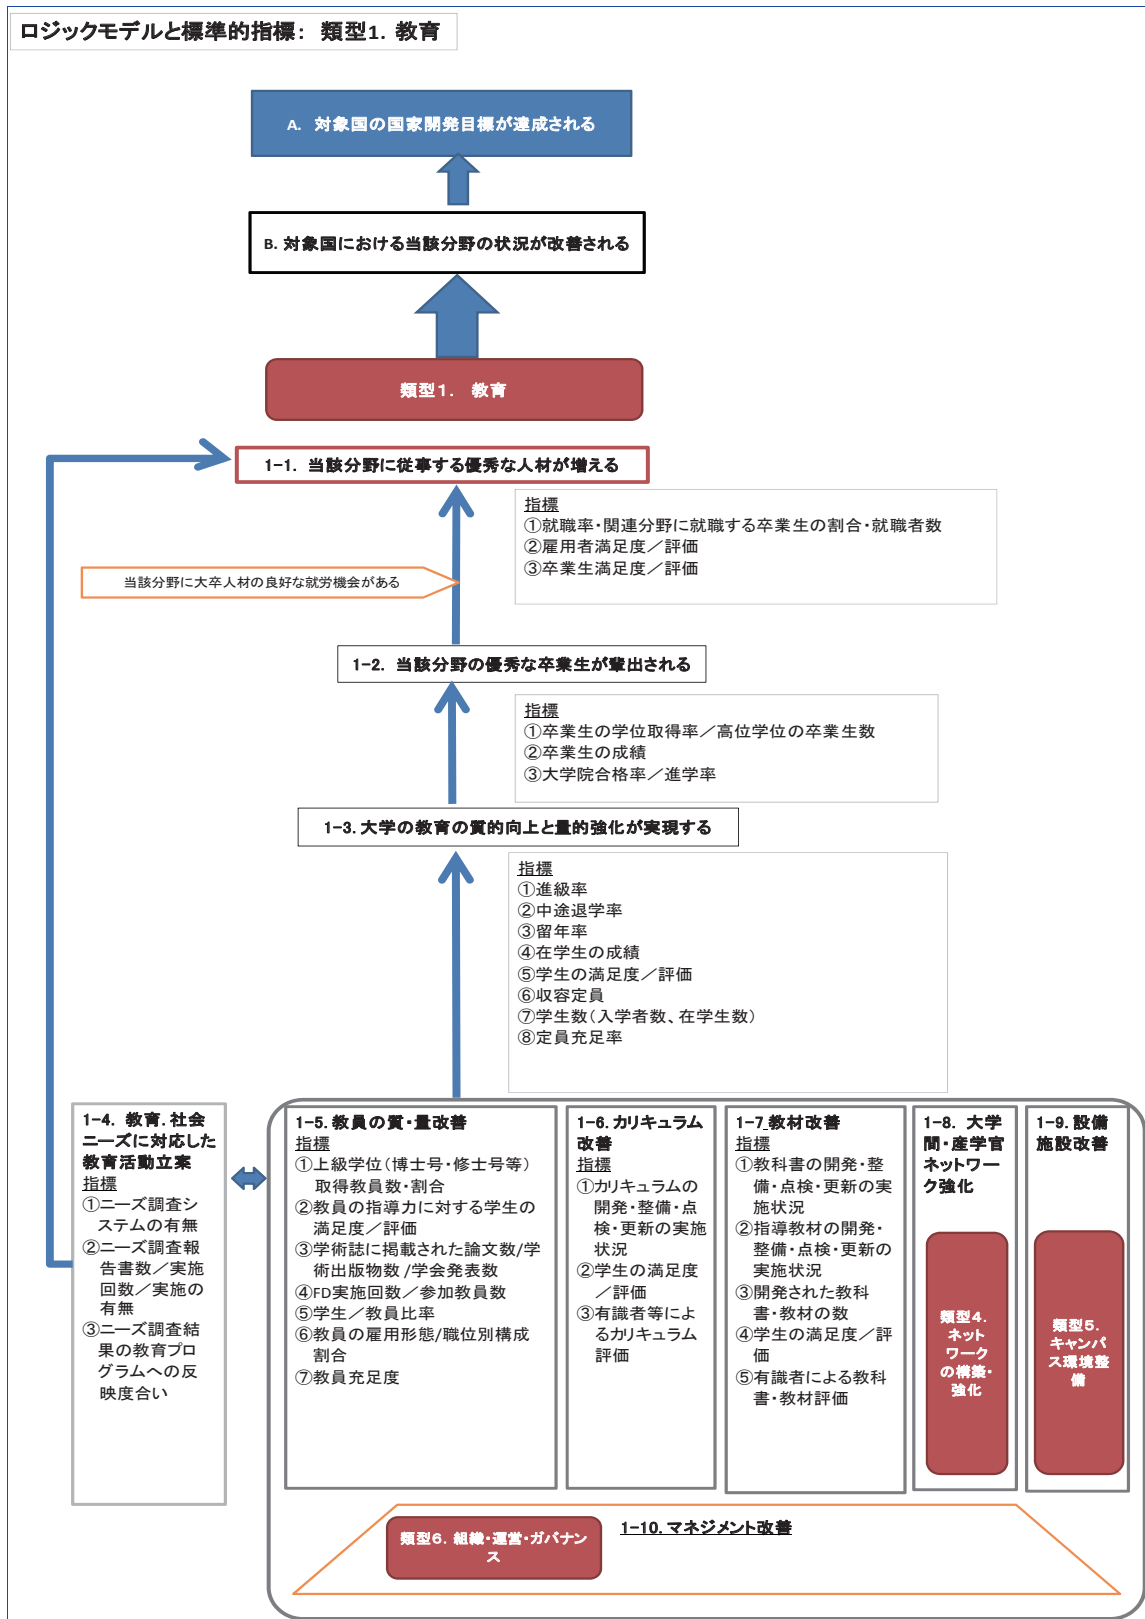 ロジックモデルと標準的指標： 類型1．教育
A． 対象国の国家開発目標が達成される
B．対象国における当該分野の状況が改善される
類型１． 教育
1-1．当該分野に従事する優秀な人材が増える
指標
①就職率・関連分野に就職する卒業生の割合・就職者数
②雇用者満足度／評価
③卒業生満足度／評価
当該分野に大卒人材の良好な就労機会がある
1-2．当該分野の優秀な卒業生が輩出される
指標
①卒業生の学位取得率／高位学位の卒業生数
②卒業生の成績
③大学院合格率／進学率
1-3．大学の教育の質的向上と量的強化が実現する
指標
①進級率
②中途退学率
③留年率
④在学生の成績
⑤学生の満足度／評価
⑥収容定員
⑦学生数（入学者数、在学生数）
⑧定員充足率
1-4．教育．社会
ニーズに対応した
教育活動立案
指標
①ニーズ調査シ
ステムの有無
②ニーズ調査報
告書数／実施
回数／実施の
有無
③ニーズ調査結
果の教育プロ
グラムへの反
映度合い
1-5．教員の質・量改善
指標
①上級学位（博士号・修士号等）
取得教員数・割合
②教員の指導力に対する学生の
満足度／評価
③学術誌に掲載された論文数/学
術出版物数/学会発表数
④FD実施回数／参加教員数
⑤学生／教員比率
⑥教員の雇用形態/職位別構成
割合
⑦教員充足度
1-6．カリキュラム
改善
指標
①カリキュラムの
開発・整備・点
検・更新の実施
状況
②学生の満足度
／評価
③有識者等によ
るカリキュラム
評価
1-7 教材改善
指標
①教科書の開発・整
備・点検・更新の実
施状況
②指導教材の開発・
整備・点検・更新の
実施状況
③開発された教科
書・教材の数
④学生の満足度／評
価
⑤有識者による教科
書・教材評価
1-8．大学
間・産学官
ネットワー
ク強化
類型4．
ネット
ワーク
の構築・
強化
1-9．設備
施設改善
類型5．
キャンパ
ス環境整
備
類型6．組織・運営・ガバナン
ス
1-10．マネジメント改善